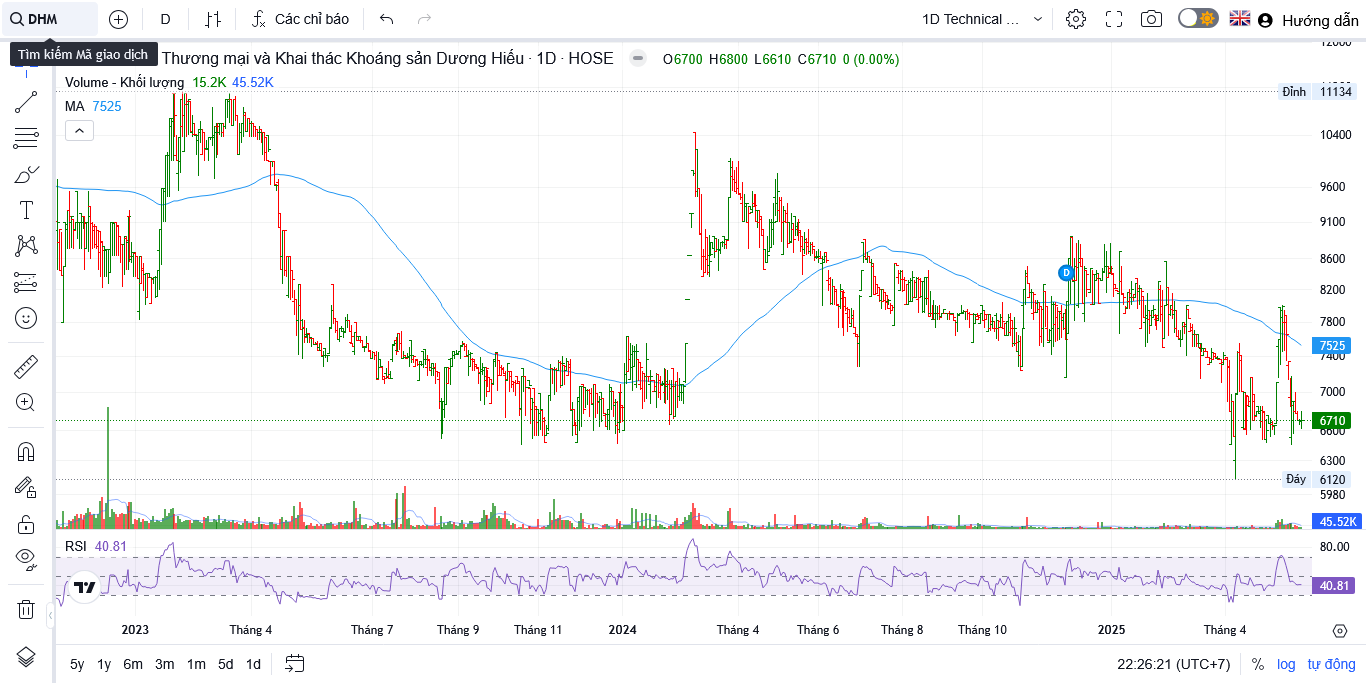 DHM
D
Các chỉ báo
1D Technical ...
Hướng dẫn
Tìm kiếm Mã giao dịch
Thương mại và Khai thác Khoáng sản Dương Hiếu · 1D · HOSE
O6700 H6800 L6610 C6710 0 (0.00%)
Volume - Khối lượng 15.2K 45.52K
MA 7525
12000
Đỉnh 11134
10400
9600
9100
8600
D
8200
7800
7525
7400
7000
6710
6600
6300
Đáy 6120
5980
45.52K
RSI 40.81
80.00
40.81
2023 Tháng 4 Tháng 7 Tháng 9 Tháng 11 2024 Tháng 4 Tháng 6 Tháng 8 Tháng 10 2025 Tháng 4
5y 1y 6m 3m 1m 5d 1d
22:26:21 (UTC+7) % log tự động